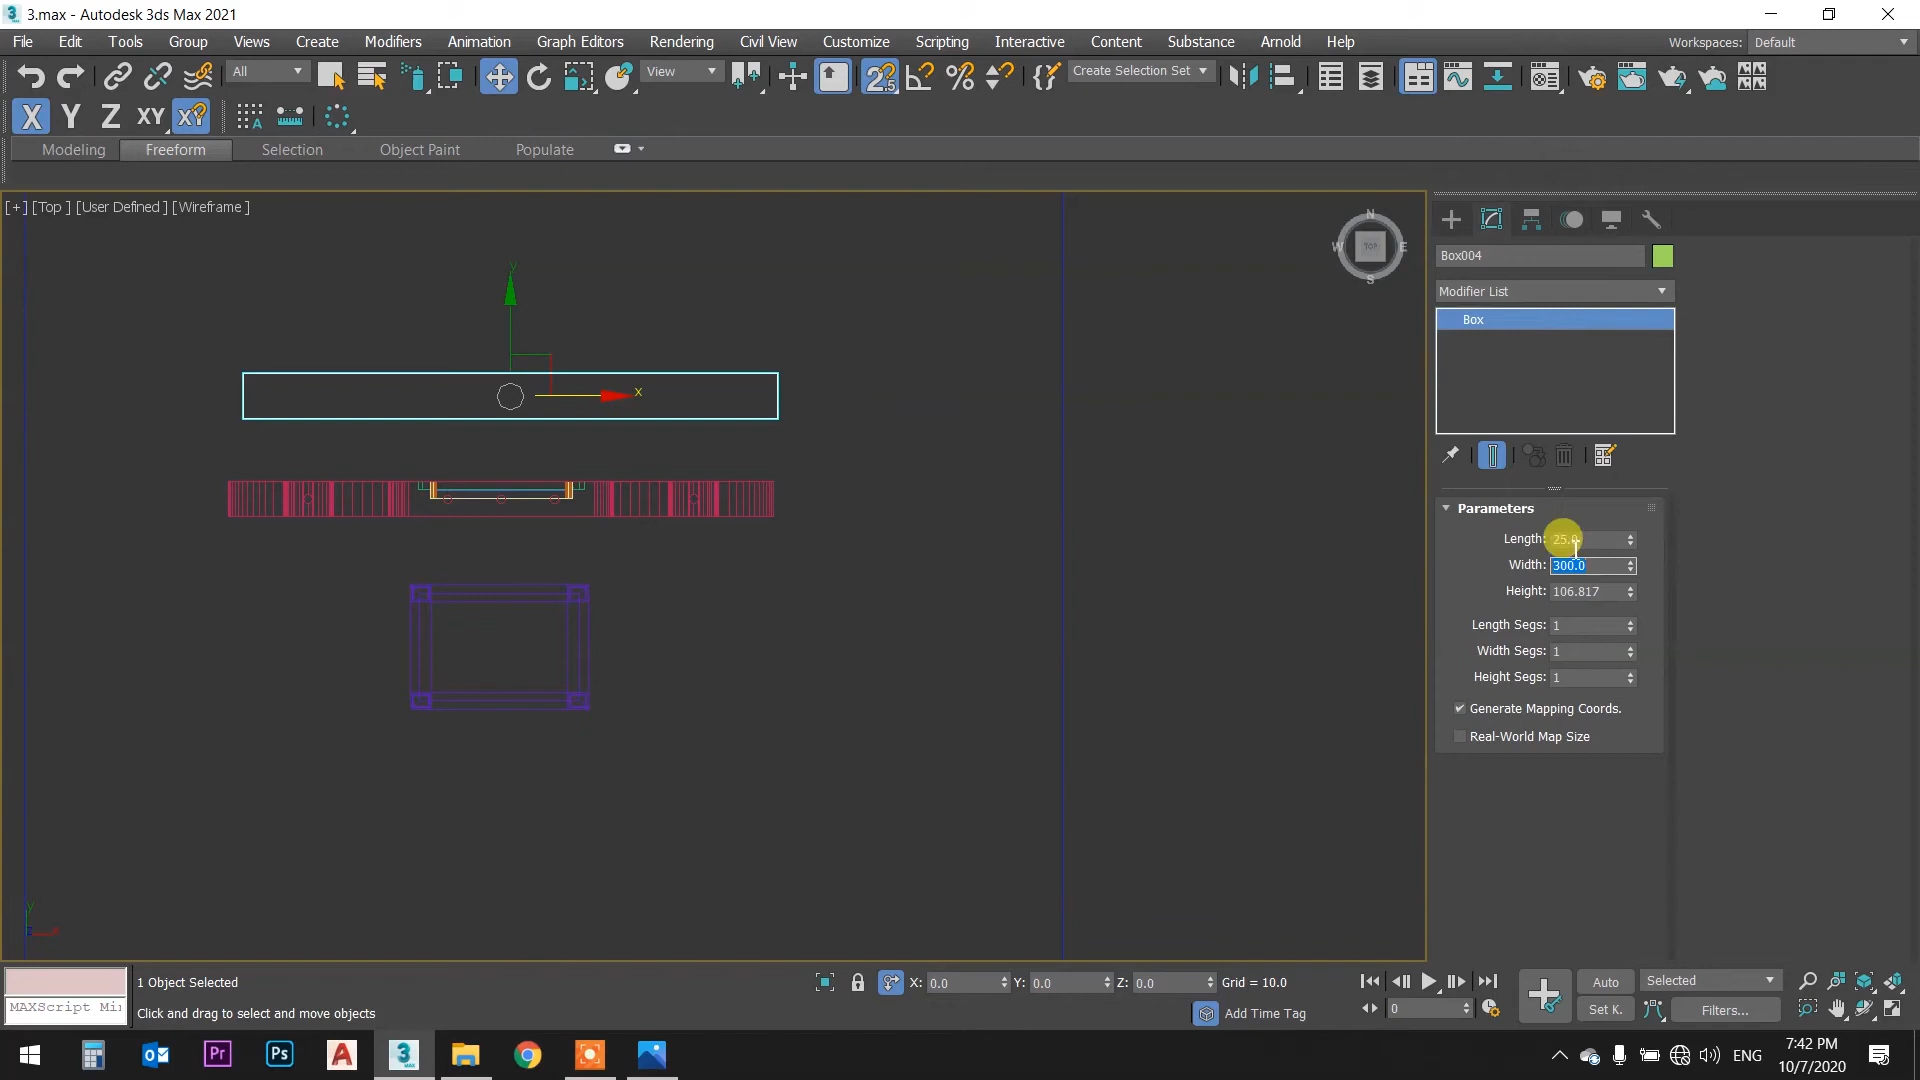 3.max - Autodesk 3ds Max 2021
File Edit Tools Group Views Create Modifiers Animation Graph Editors Rendering Civil View Customize Scripting Interactive Content Substance Arnold Help Workspaces: Default
All View Create Selection Set
X Y Z XY
Modeling Freeform Selection Object Paint Populate
[+] [Top ] [User Defined ] [Wireframe ]
N
W TOP E
S
Box004
Modifier List
Box
y
x
Parameters
Length: 25.0
Width: 300.0
Height: 106.817
Length Segs: 1
Width Segs: 1
Height Segs: 1
Generate Mapping Coords.
Real-World Map Size
y
1 Object Selected X: 0.0 Y: 0.0 Z: 0.0 Grid = 10.0 Auto Selected
MAXScript Mi
Click and drag to select and move objects Add Time Tag 0 Set K. Filters...
7:42 PM
ENG
10/7/2020